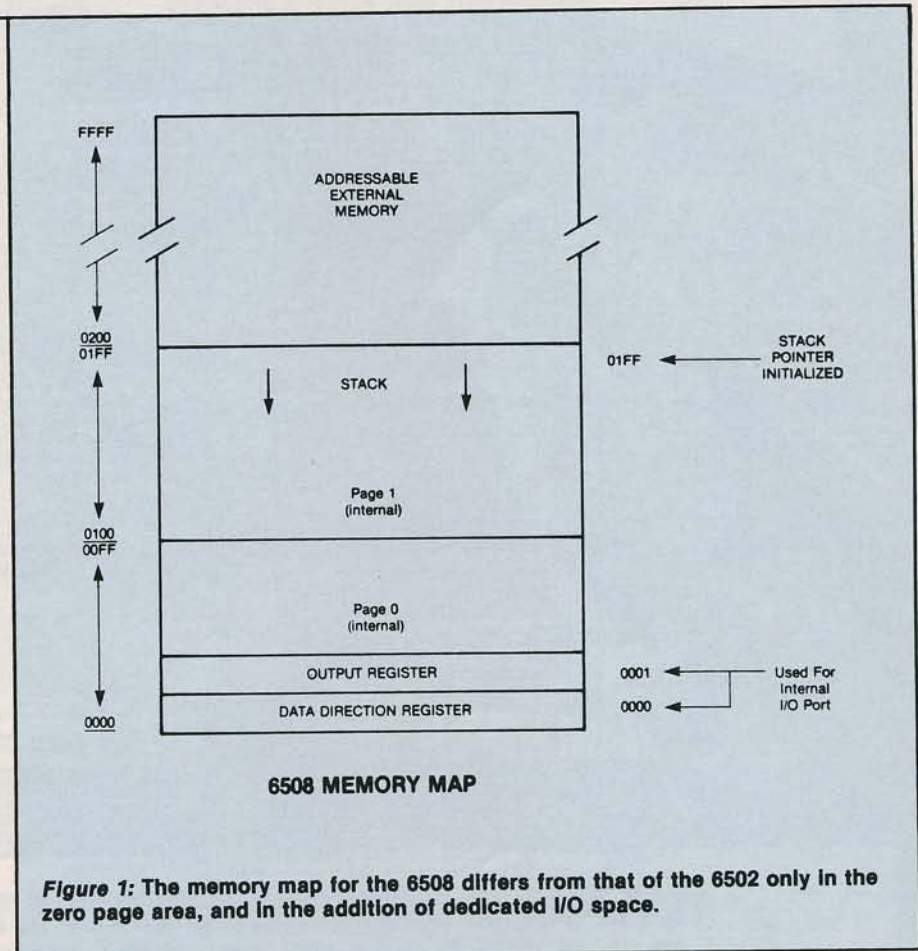 FFFF
ADDRESSABLE
EXTERNAL
MEMORY
0200
01FF
STACK
01FF
STACK
POINTER
INITIALIZED
Page 1
(internal)
0100
00FF
Page 0
(internal)
OUTPUT REGISTER
0001
Used For
Internal
I/O Port
DATA DIRECTION REGISTER
0000
0000
6508 MEMORY MAP
Figure 1: The memory map for the 6508 differs from that of the 6502 only in the
zero page area, and in the addition of dedicated I/O space.